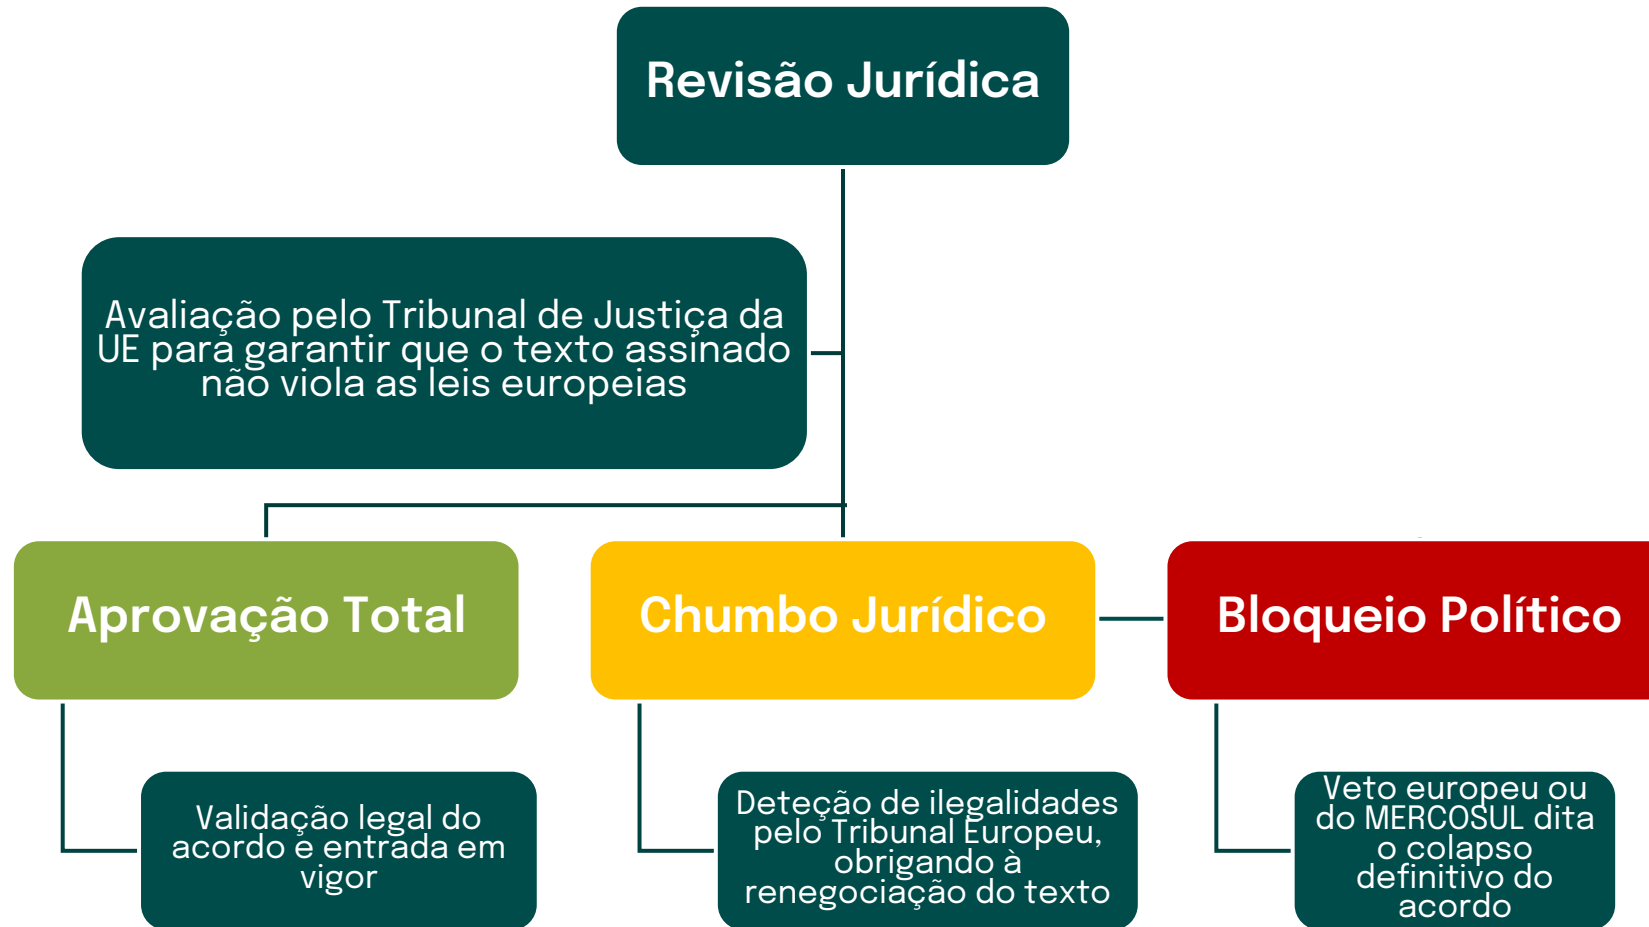 Revisão Jurídica
Avaliação pelo Tribunal de Justiça da
UE para garantir que o texto assinado
não viola as leis europeias
Aprovação Total
Chumbo Jurídico
Bloqueio Político
Validação legal do
acordo e entrada em
vigor
Deteção de ilegalidades
pelo Tribunal Europeu,
obrigando à
renegociação do texto
Veto europeu ou
do MERCOSUL dita
o colapso
definitivo do
acordo